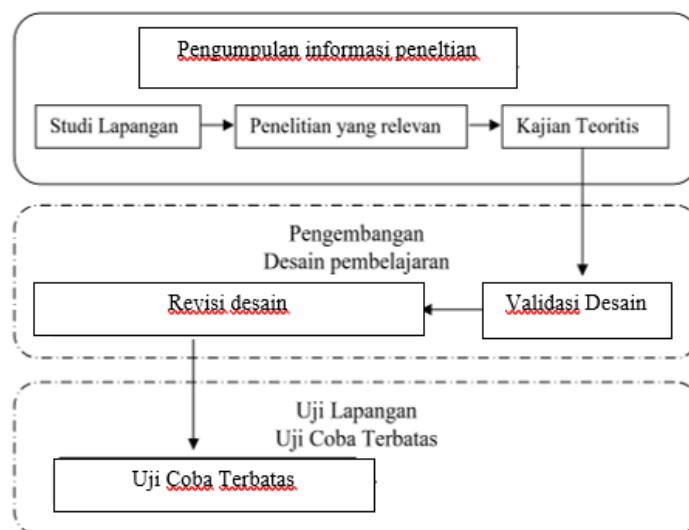 Pengumpulan informasi peneltian
Studi Lapangan
Penelitian yang relevan
Kajian Teoritis
Pengembangan
Desain pembelajaran
Revisi desain
Validasi Desain
Uji Lapangan
Uji Coba Terbatas
Uji Coba Terbatas